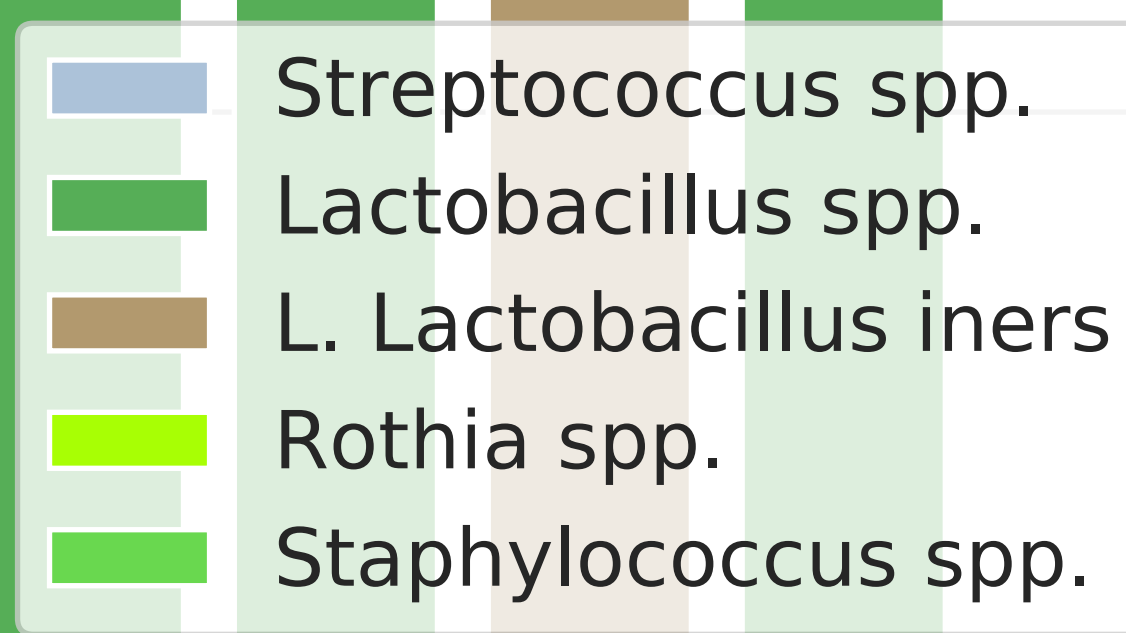 Streptococcus spp.
Lactobacillus spp.
L. Lactobacillus iners
Rothia spp.
Staphylococcus spp.